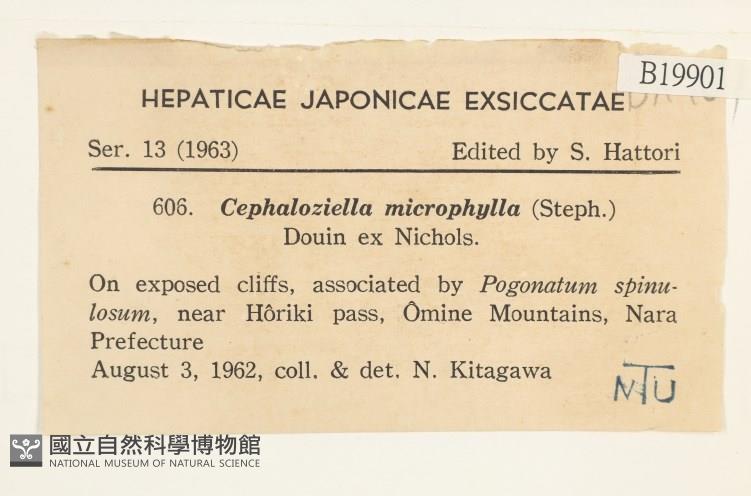 B19901
HEPATICAE JAPONICAE EXSICCATAE
Ser. 13 (1963) Edited by S. Hattori
606. Cephaloziella microphylla (Steph.)
Douin ex Nichols.
On exposed cliffs, associated by Pogonatum spinu-
losum, near Hôriki pass, Ômine Mountains, Nara
Prefecture
August 3, 1962, coll. & det. N. Kitagawa
NTU
國立自然科學博物館
NATIONAL MUSEUM OF NATURAL SCIENCE